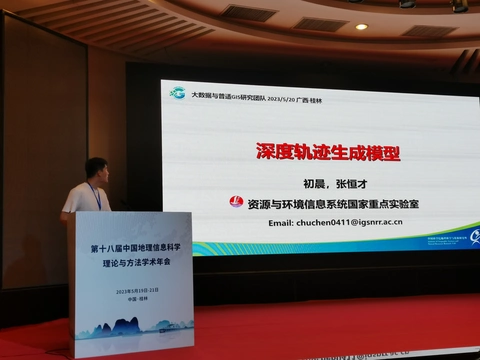 大数据与普适GIS研究团队 2023/5/20 广西·桂林
深度轨迹生成模型
初晨，张恒才
资源与环境信息系统国家重点实验室
Email: chuchen0411@igsnrr.ac.cn
第十八届中国地理信息科学
理论与方法学术年会
2023年5月19日-21日
中国·桂林